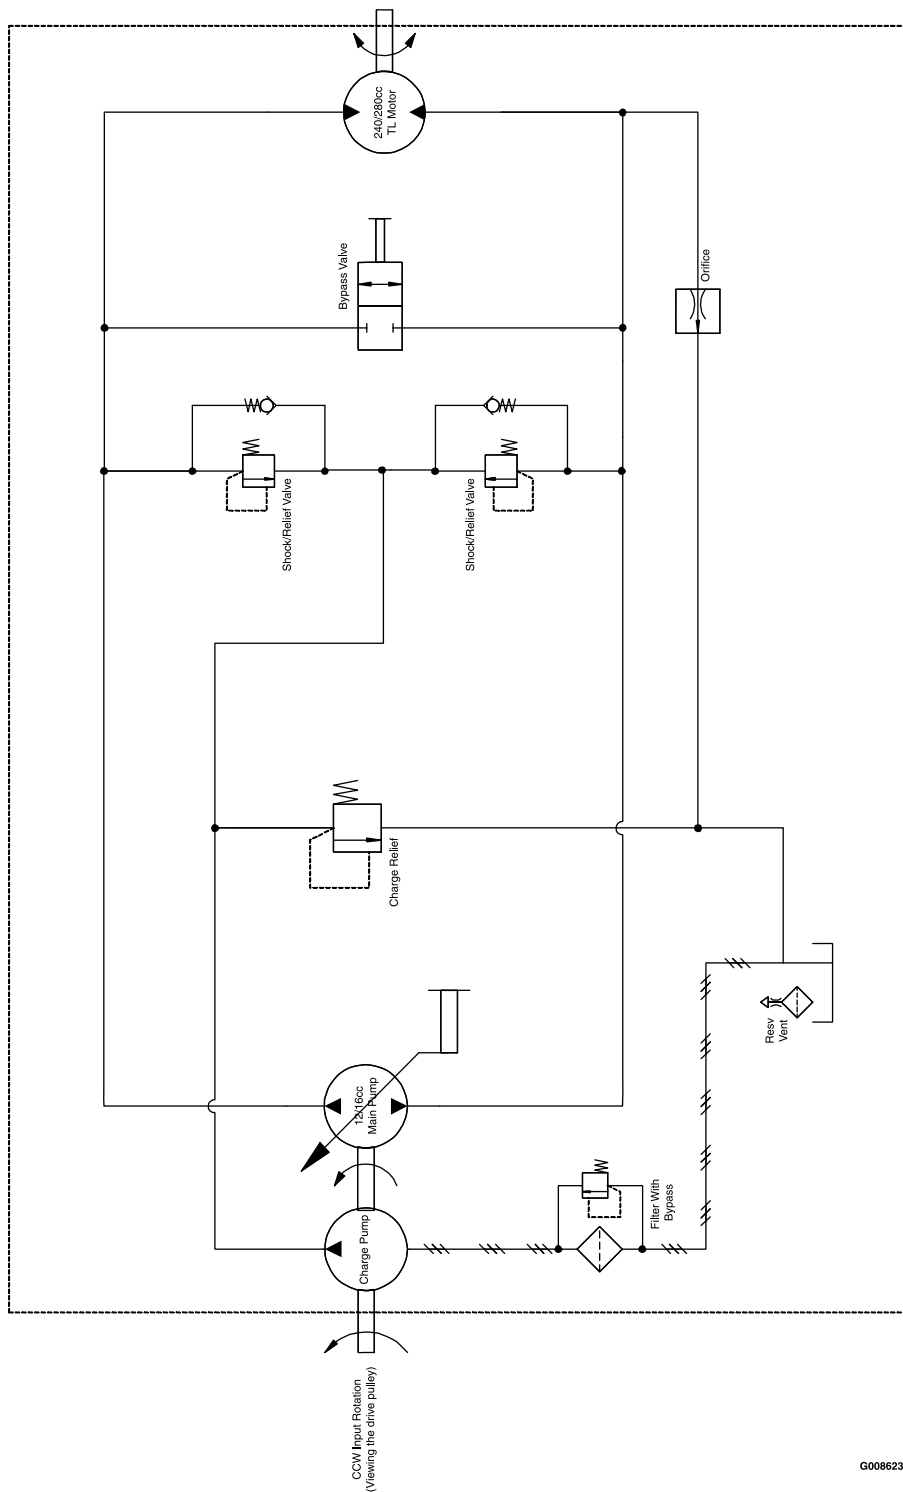 240/280cc
TL Motor
Bypass Valve
Orifice
Shock/Relief Valve
Shock/Relief Valve
Charge Relief
Resv
Vent
12/16cc
Main Pump
Filter With
Bypass
Charge Pump
CCW Input Rotation
(Viewing the drive pulley)
G008623